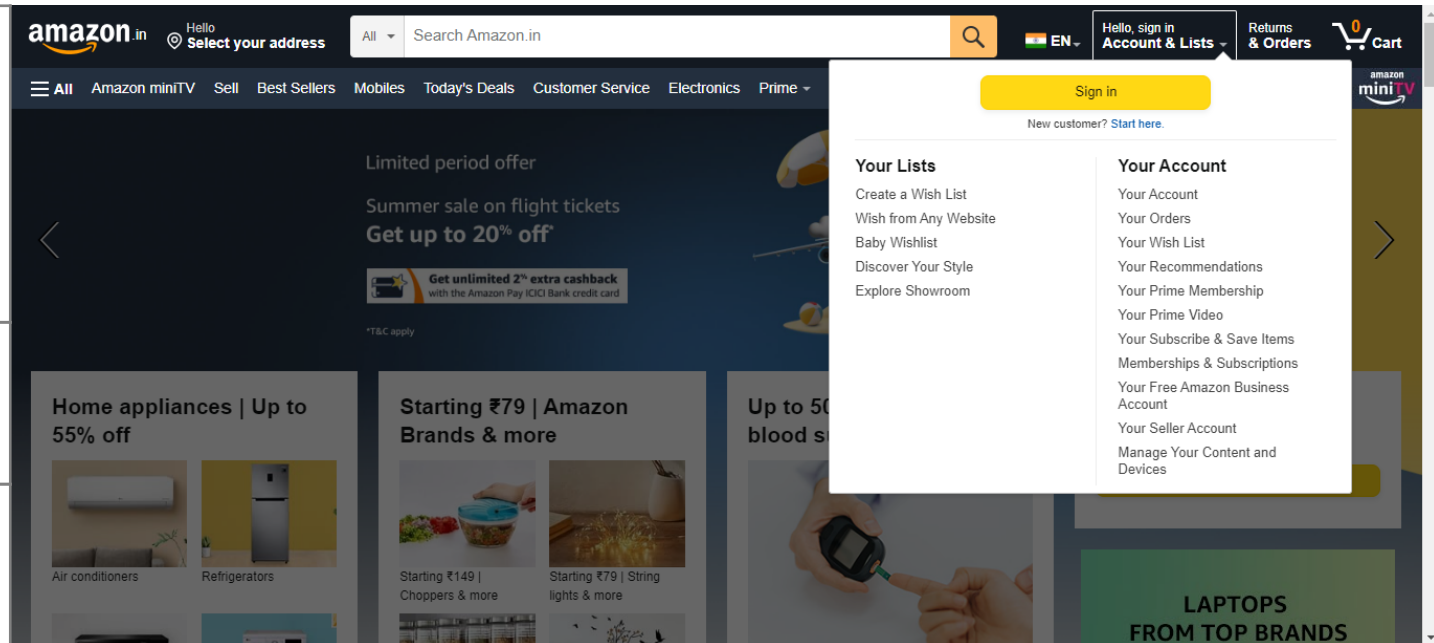 amazon.in
Hello
Select your address
All
Search Amazon.in
EN
Hello, sign in
Account & Lists
Returns
& Orders
0
Cart
All
Amazon miniTV
Sell
Best Sellers
Mobiles
Today's Deals
Customer Service
Electronics
Prime
amazon
miniTV
Sign in
New customer? Start here.
Your Lists
Create a Wish List
Wish from Any Website
Baby Wishlist
Discover Your Style
Explore Showroom
Your Account
Your Account
Your Orders
Your Wish List
Your Recommendations
Your Prime Membership
Your Prime Video
Your Subscribe & Save Items
Memberships & Subscriptions
Your Free Amazon Business
Account
Your Seller Account
Manage Your Content and
Devices
Limited period offer
Summer sale on flight tickets
Get up to 20% off*
Get unlimited 2% extra cashback
with the Amazon Pay ICICI Bank credit card
*T&C apply
Home appliances | Up to
55% off
Air conditioners
Refrigerators
Starting ₹79 | Amazon
Brands & more
Starting ₹149 |
Choppers & more
Starting ₹79 | String
lights & more
Up to 50
blood s
LAPTOPS
FROM TOP BRANDS